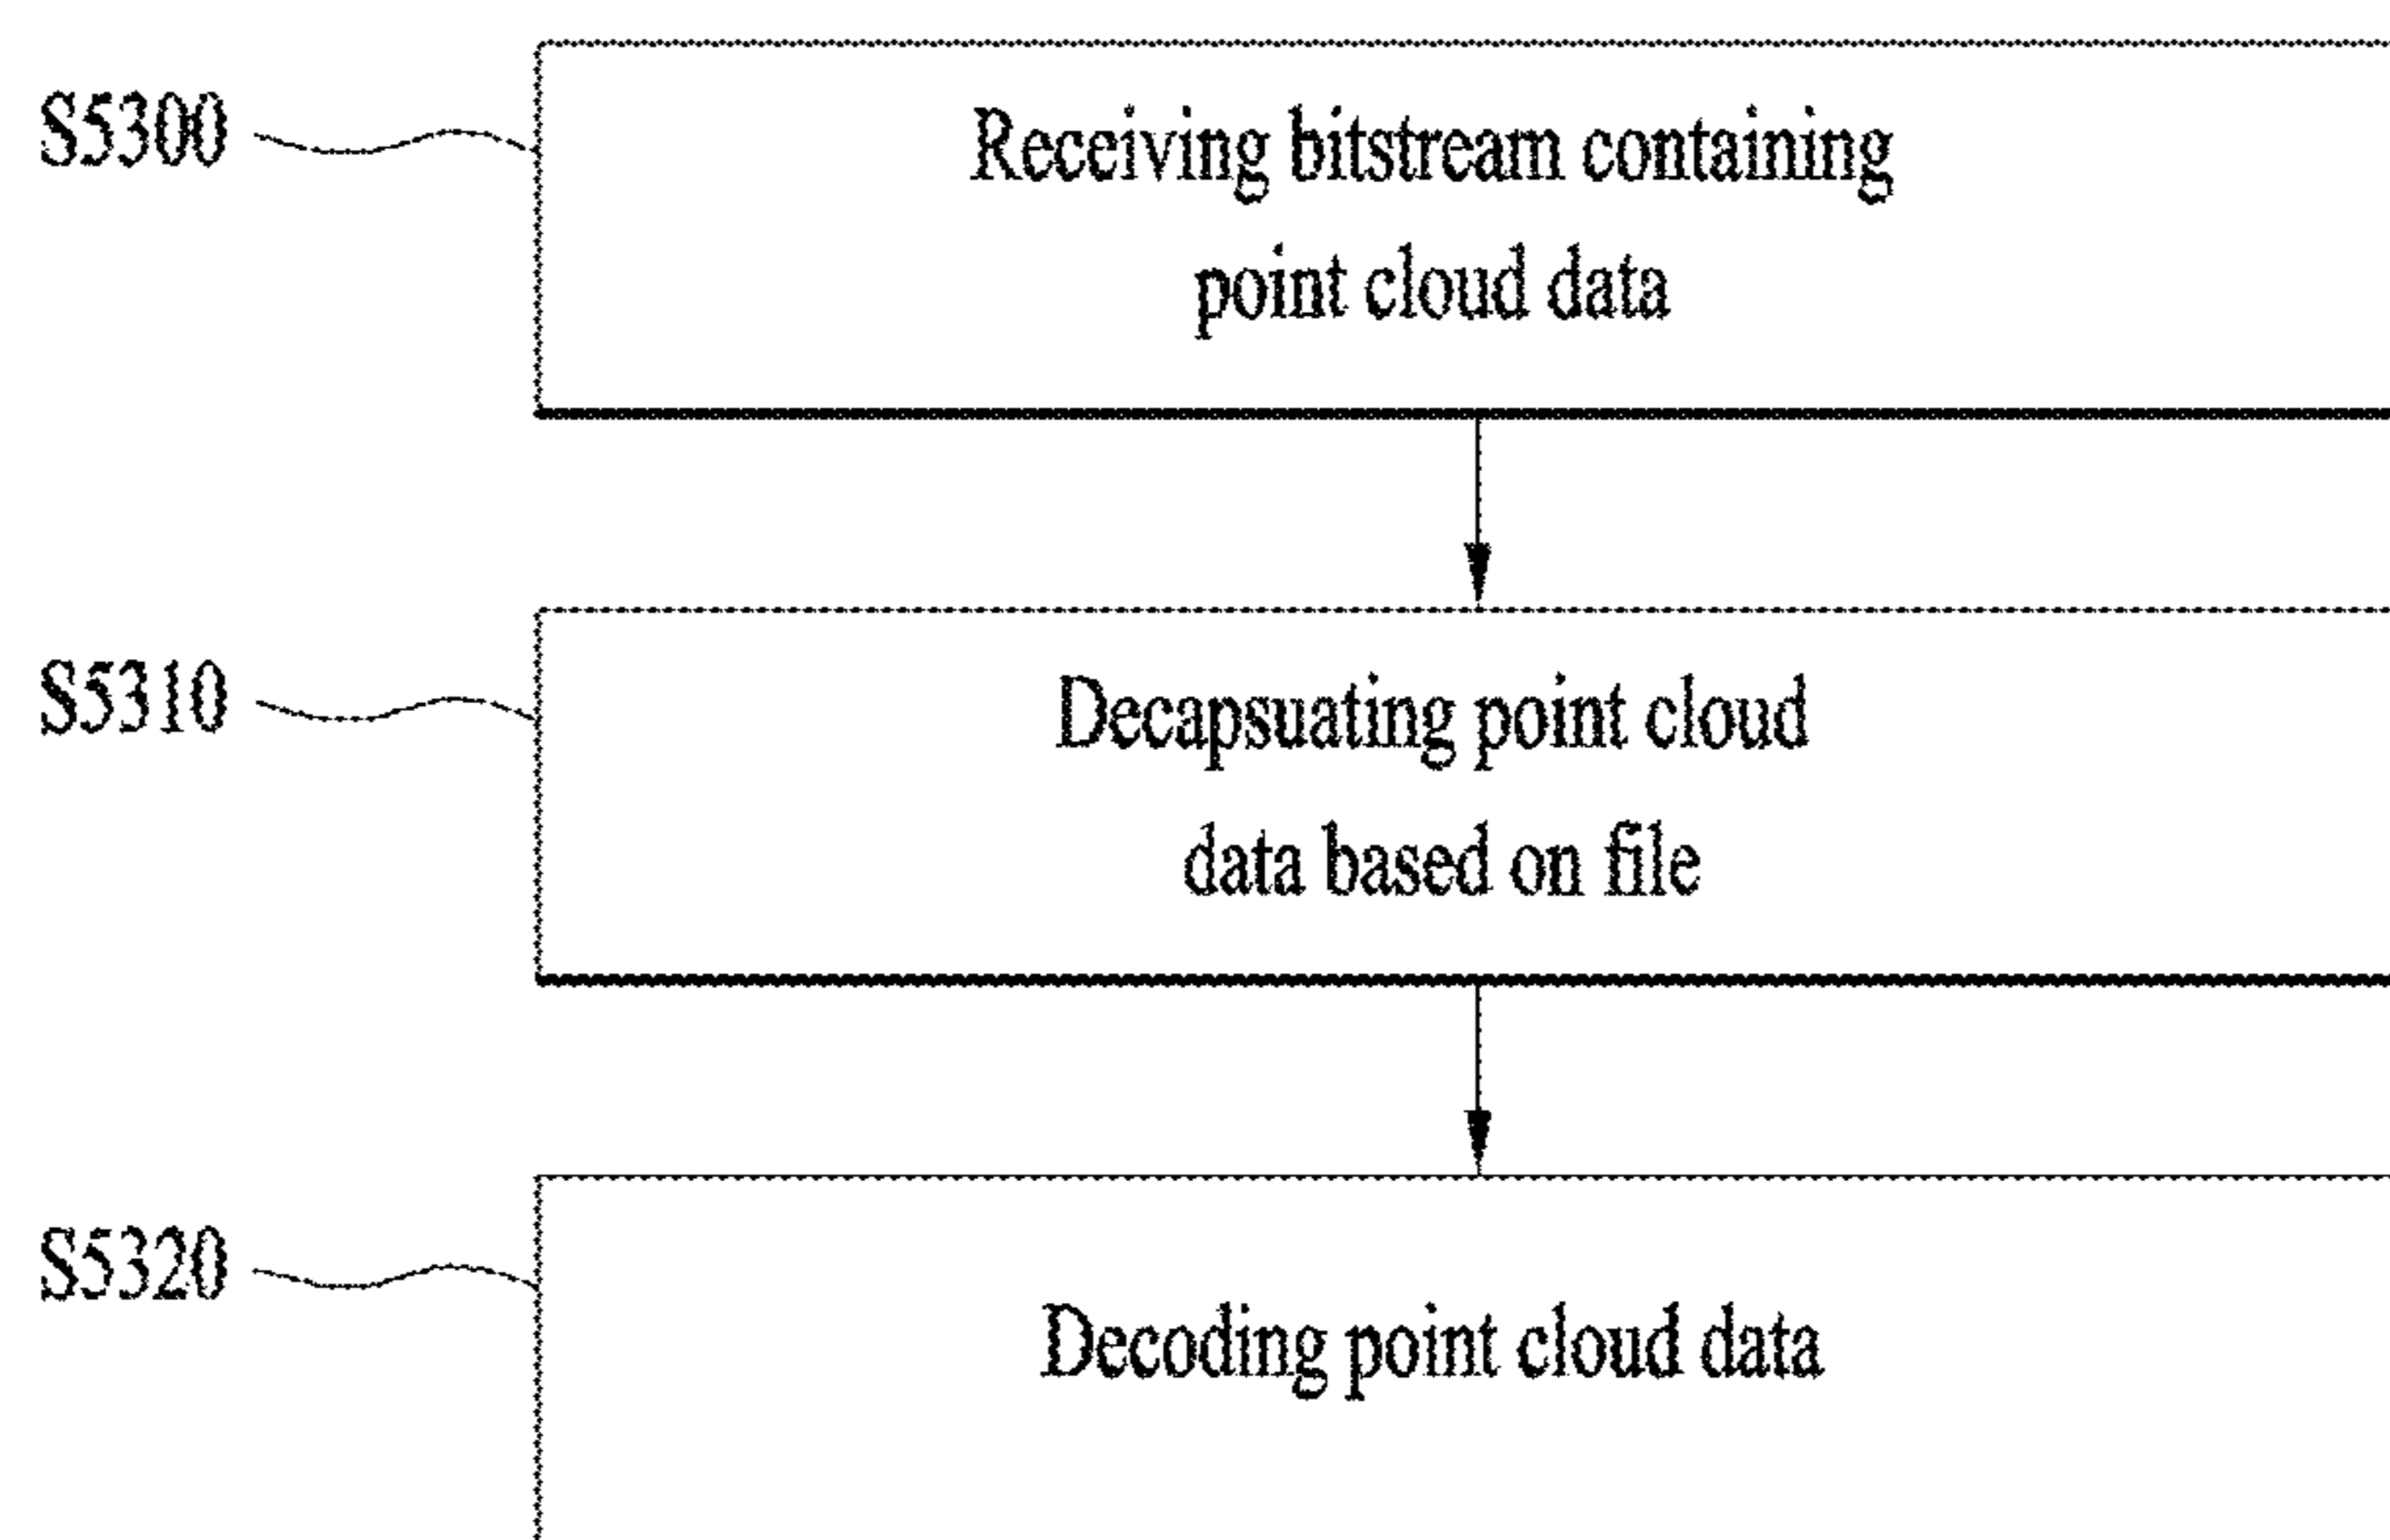 S5300
Receiving bitstream containing
point cloud data
S5310
Decapsuating point cloud
data based on file
S5320
Decoding point cloud data